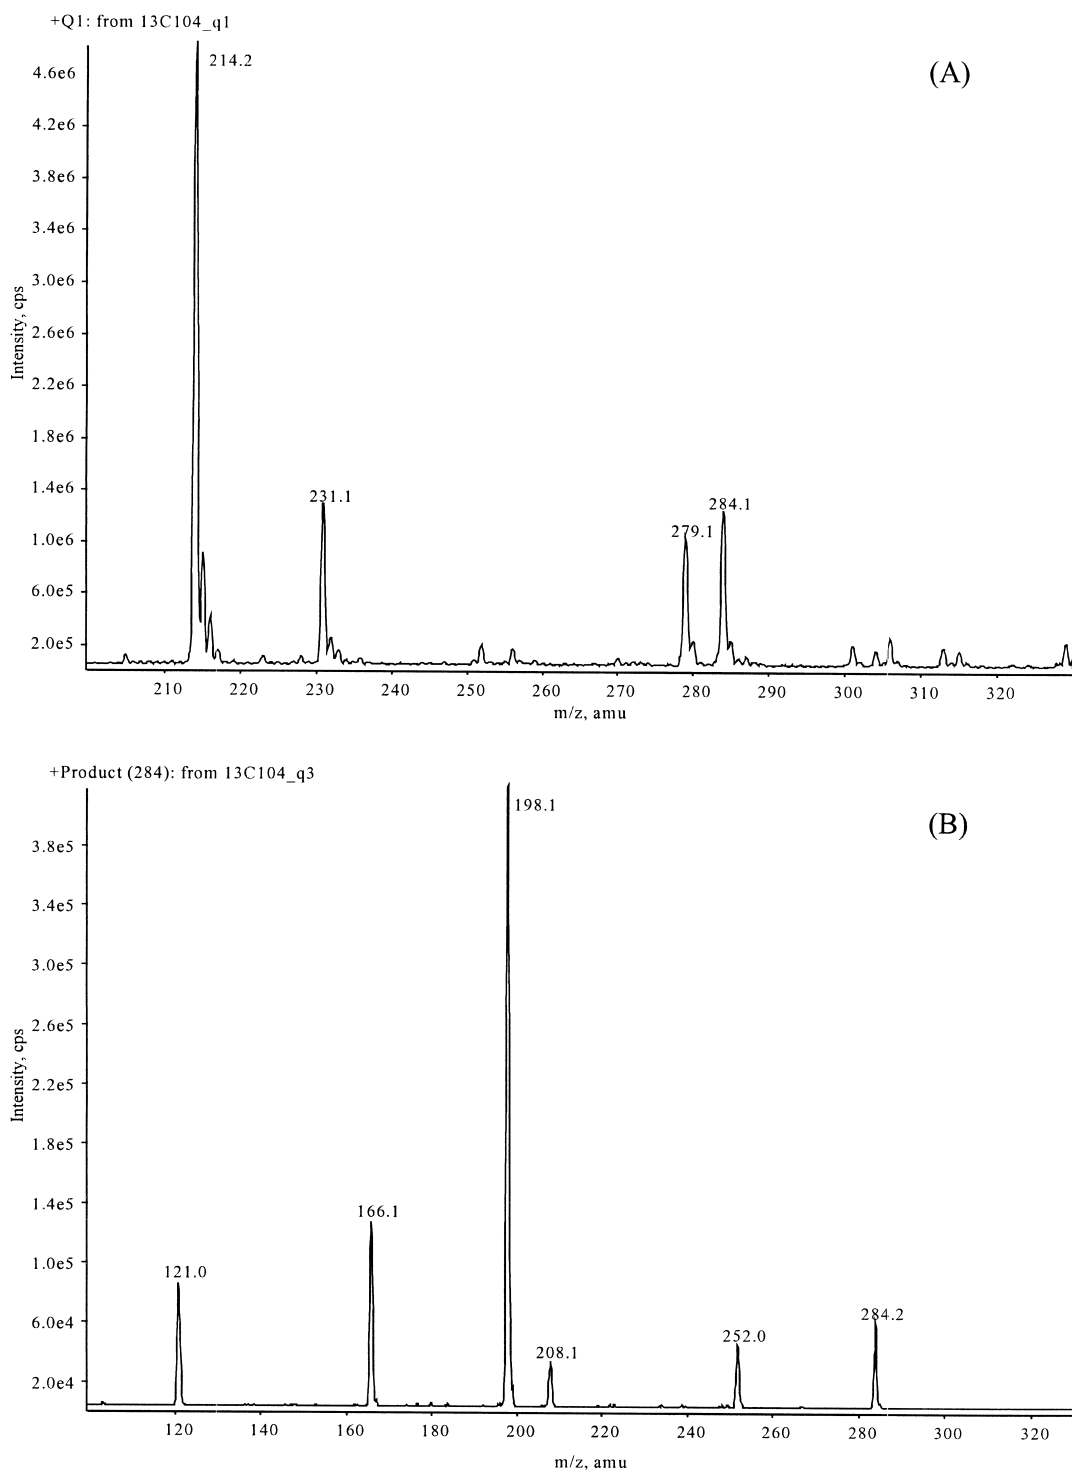 +Q1: from 13C104_q1
(A)
214.2
4.6e6
4.2e6
3.8e6
3.4e6
3.0e6
2.6e6
2.2e6
1.8e6
1.4e6
1.0e6
6.0e5
2.0e5
Intensity, cps
231.1
279.1
284.1
210 220 230 240 250 260 270 280 290 300 310 320
m/z, amu
+Product (284): from 13C104_q3
(B)
198.1
3.8e5
3.4e5
3.0e5
2.6e5
2.2e5
1.8e5
1.4e5
1.0e5
6.0e4
2.0e4
Intensity, cps
166.1
121.0
208.1
252.0
284.2
120 140 160 180 200 220 240 260 280 300 320
m/z, amu